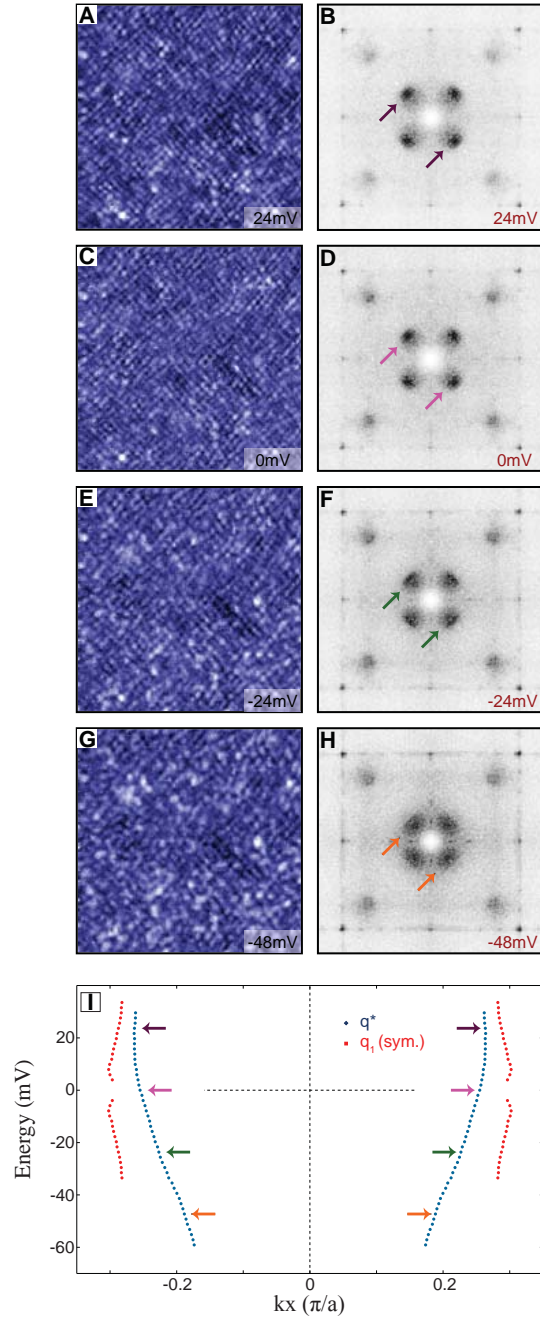 A
B
24mV
24mV
C
D
0mV
0mV
E
F
-24mV
-24mV
G
H
-48mV
-48mV
I
q*
q1 (sym.)
20
0
-20
-40
-60
Energy (mV)
-0.2
0
0.2
kx (π/a)